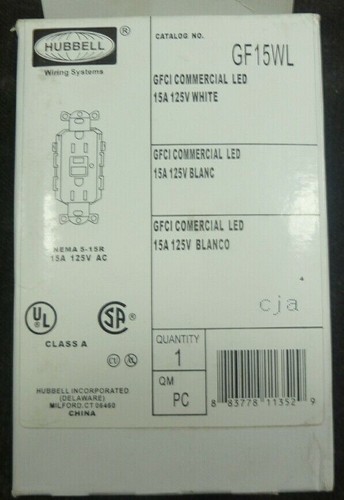 HUBBELL®
Wiring Systems
CATALOG NO.
GF15WL
GFCI COMMERCIAL LED
15A 125V WHITE
GFCI COMMERCIAL LED
15A 125V BLANC
GFCI COMERCIAL LED
15A 125V BLANCO
NEMA 5-15R
15A 125V AC
UL
SA
CLASS A
cja
QUANTITY
1
QM
PC
8 83778 11352 9
HUBBELL INCORPORATED
(DELAWARE)
MILFORD, CT 06460
CHINA